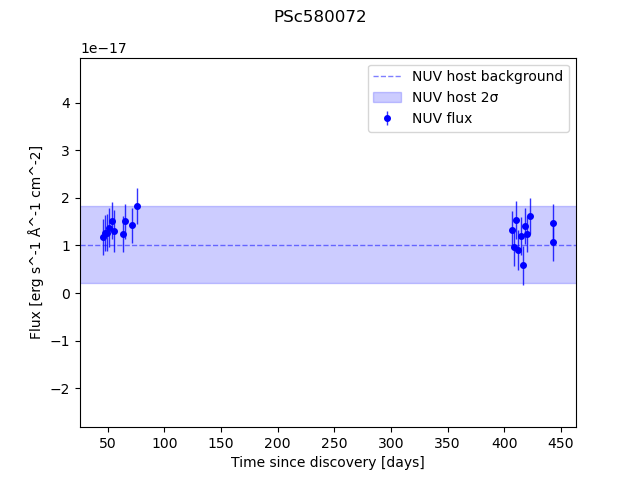 PSc580072
1e−17
NUV host background
NUV host 2σ
NUV flux
4
3
2
1
0
−1
−2
Flux [erg s^-1 Å^-1 cm^-2]
50 100 150 200 250 300 350 400 450
Time since discovery [days]